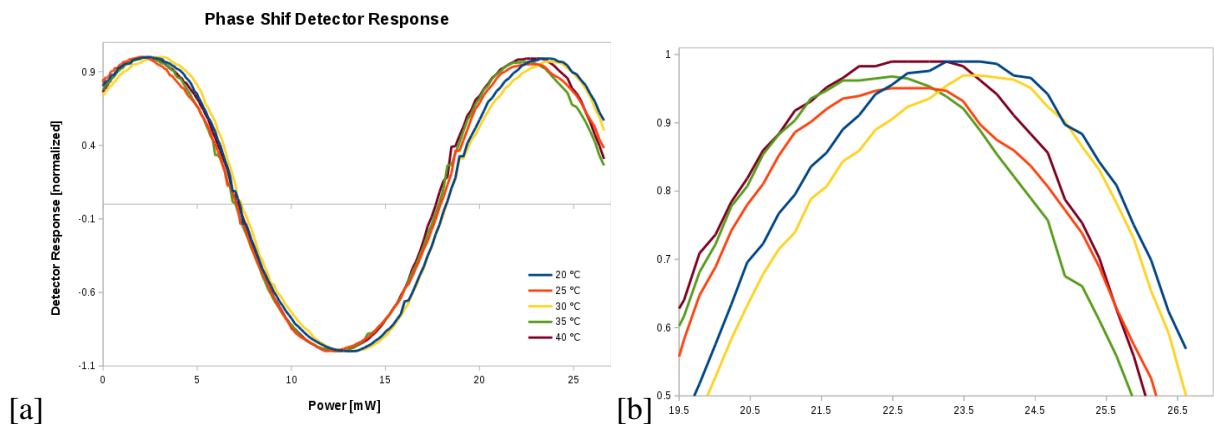 Phase Shif Detector Response
Detector Response [normalized]
0.9
0.4
-0.1
-0.6
-1.1
0 5 10 15 20 25
Power [mW]
20 ºC
25 ºC
30 ºC
35 ºC
40 ºC
[a]
1
0.9
0.8
0.7
0.6
0.5
19.5 20.5 21.5 22.5 23.5 24.5 25.5 26.5
[b]